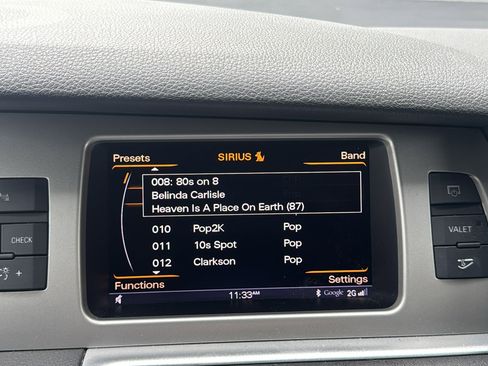 Presets SIRIUS Band
008: 80s on 8
Belinda Carlisle
Heaven Is A Place On Earth (87)
010 Pop2K Pop
011 10s Spot Pop
012 Clarkson Pop
Functions Settings
11:33AM Google 2G
CHECK
+
VALET